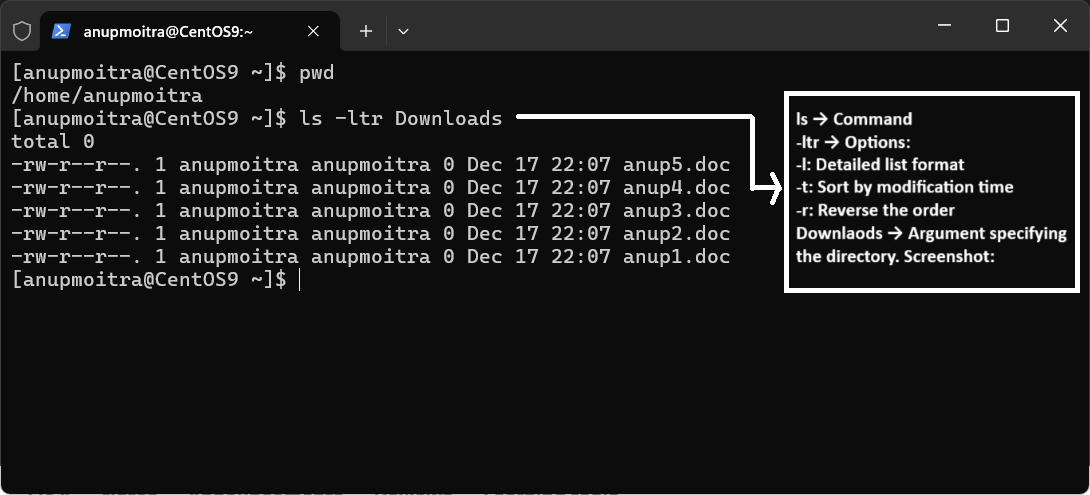 anupmoitra@CentOS9:~
[anupmoitra@CentOS9 ~]$ pwd
/home/anupmoitra
[anupmoitra@CentOS9 ~]$ ls -ltr Downloads
total 0
-rw-r--r--. 1 anupmoitra anupmoitra 0 Dec 17 22:07 anup5.doc
-rw-r--r--. 1 anupmoitra anupmoitra 0 Dec 17 22:07 anup4.doc
-rw-r--r--. 1 anupmoitra anupmoitra 0 Dec 17 22:07 anup3.doc
-rw-r--r--. 1 anupmoitra anupmoitra 0 Dec 17 22:07 anup2.doc
-rw-r--r--. 1 anupmoitra anupmoitra 0 Dec 17 22:07 anup1.doc
[anupmoitra@CentOS9 ~]$
ls → Command
-ltr → Options:
-l: Detailed list format
-t: Sort by modification time
-r: Reverse the order
Downlaods → Argument specifying
the directory. Screenshot: